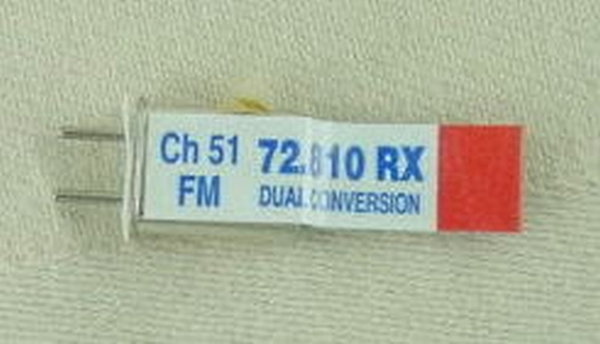 Ch 51 72.810 RX
FM DUAL CONVERSION